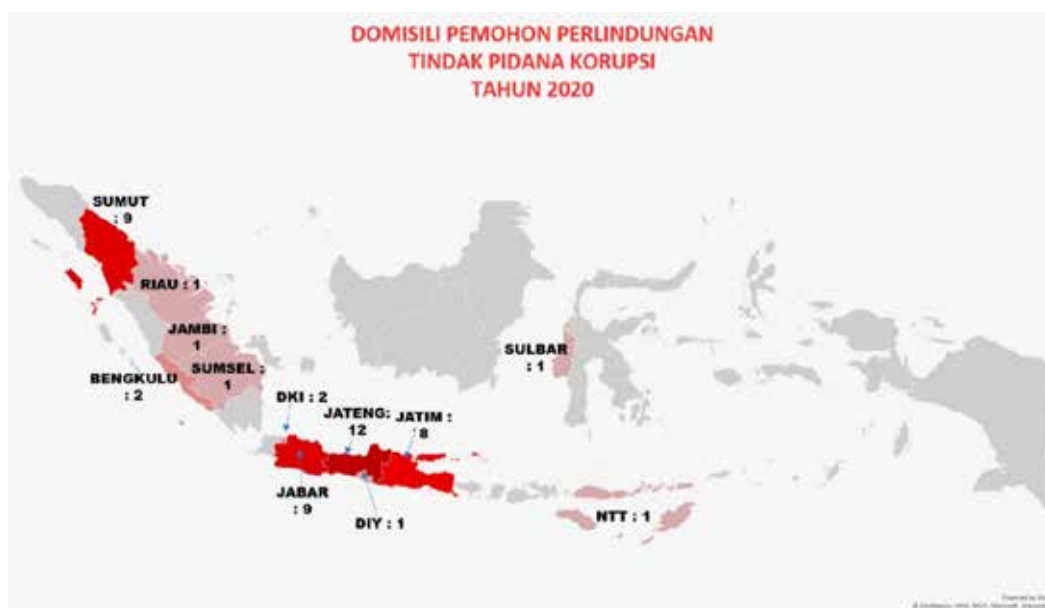 DOMISILI PEMOHON PERLINDUNGAN
TINDAK PIDANA KORUPSI
TAHUN 2020
SUMUT
: 9
RIAU : 1
JAMBI :
1
SUMSEL :
1
BENGKULU
: 2
SULBAR
: 1
DKI : 2
JATENG:
12
JATIM :
8
JABAR
: 9
DIY : 1
NTT : 1